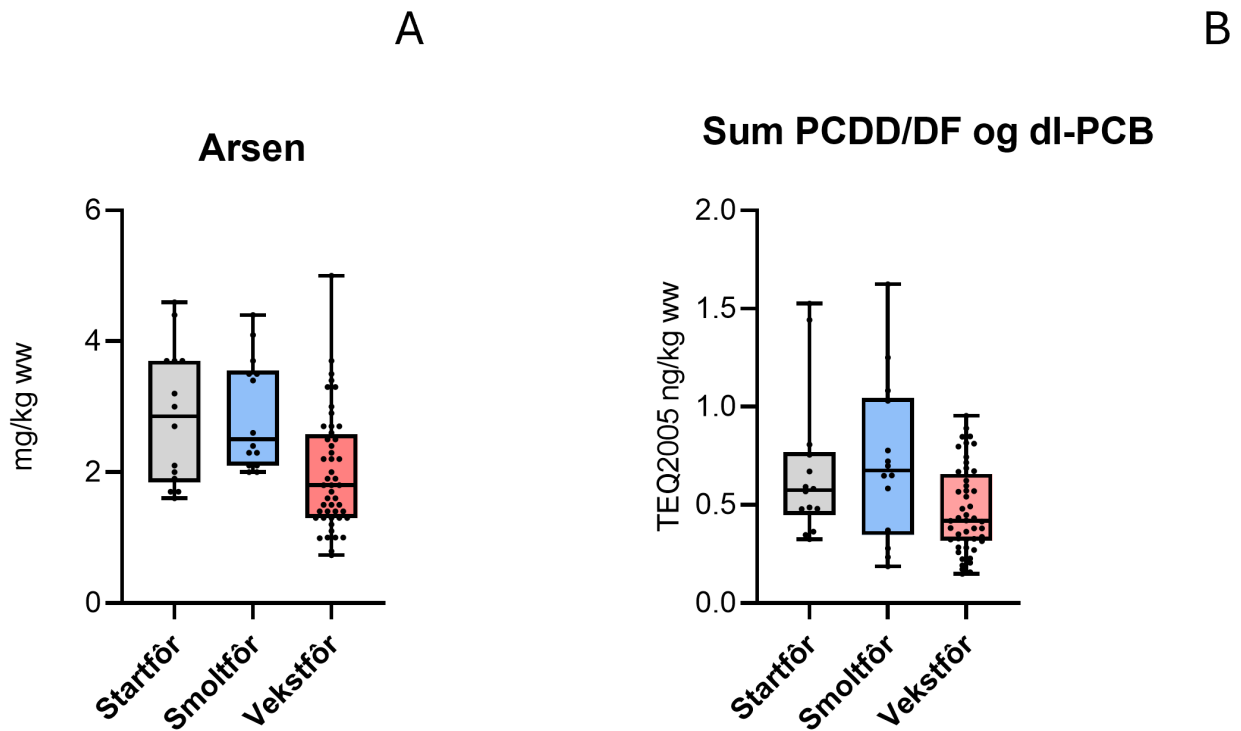 A
Arsen
mg/kg ww
6
4
2
0
Startfôr
Smoltfôr
Vekstfôr
B
Sum PCDD/DF og dl-PCB
TEQ2005 ng/kg ww
2.0
1.5
1.0
0.5
0.0
Startfôr
Smoltfôr
Vekstfôr